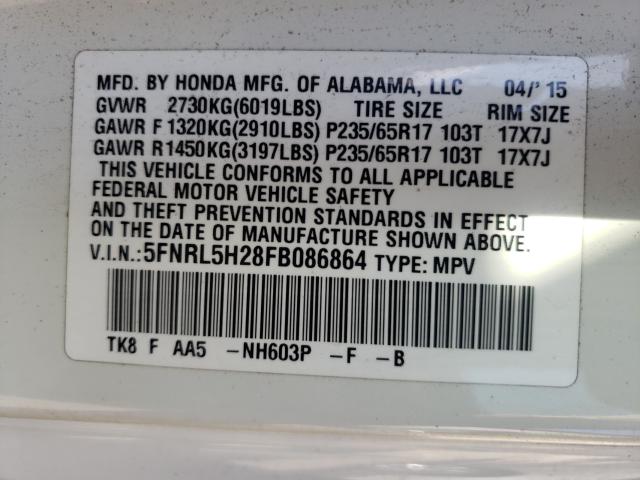 MFD. BY HONDA MFG. OF ALABAMA, LLC 04/'15
GVWR 2730KG(6019LBS) TIRE SIZE RIM SIZE
GAWR F 1320KG(2910LBS) P235/65R17 103T 17X7J
GAWR R1450KG(3197LBS) P235/65R17 103T 17X7J
THIS VEHICLE CONFORMS TO ALL APPLICABLE
FEDERAL MOTOR VEHICLE SAFETY
AND THEFT PREVENTION STANDARDS IN EFFECT
ON THE DATE OF MANUFACTURE SHOWN ABOVE.
V.I.N.:5FNRL5H28FB086864 TYPE: MPV
TK8 F AA5 -NH603P -F -B